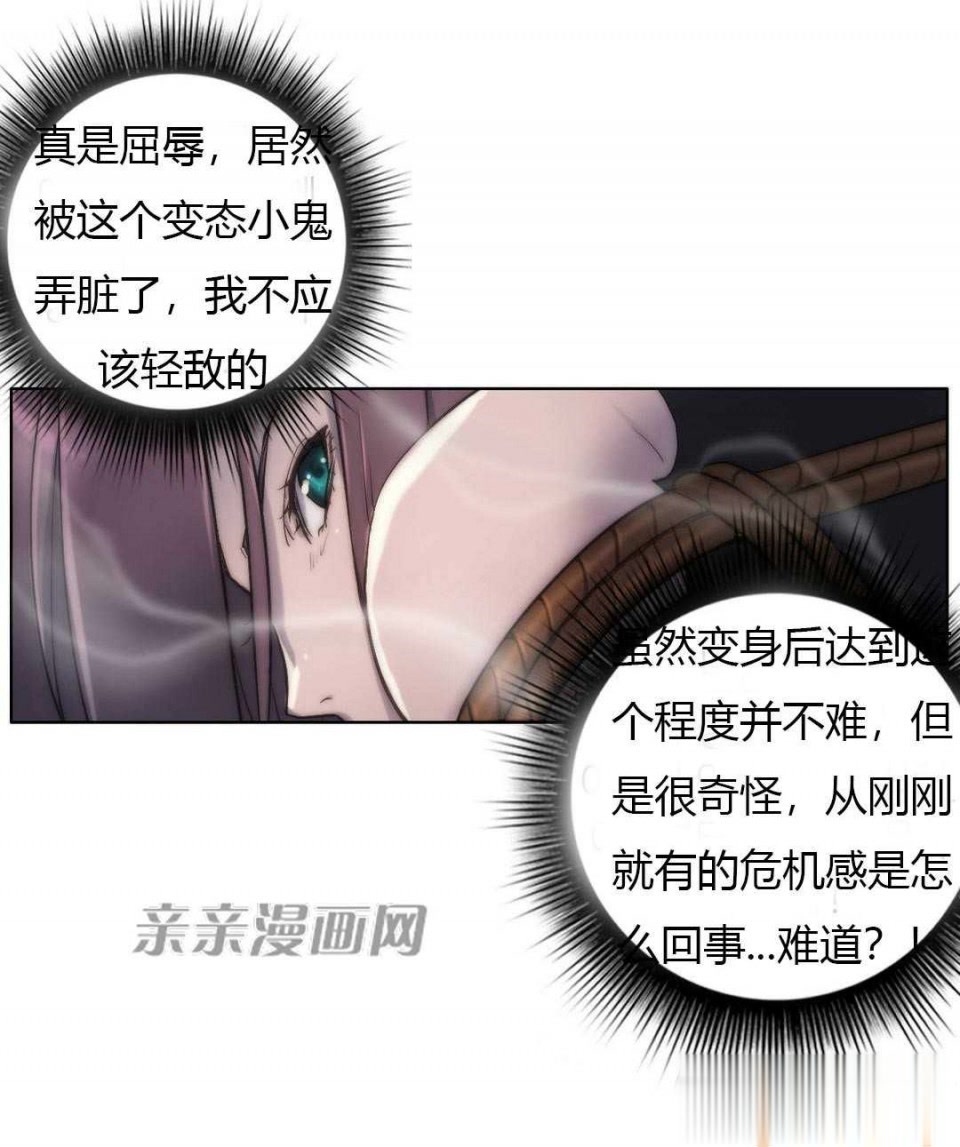 真是屈辱，居然
被这个变态小鬼
弄脏了，我不应
该轻敌的
虽然变身后达到这
个程度并不难，但
是很奇怪，从刚刚
就有的危机感是怎
么回事...难道？！
亲亲漫画网